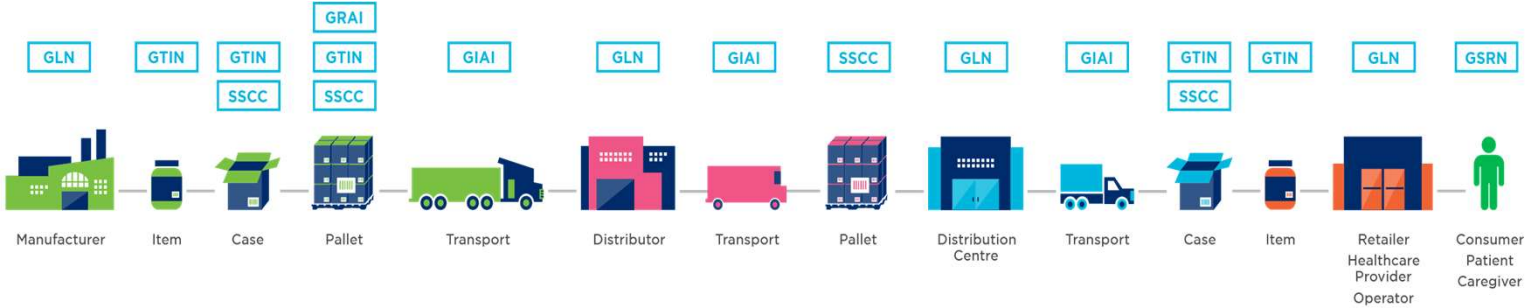 GRAI
GLN GTIN GTIN GTIN GIAI GLN GIAI SSCC GLN GIAI GTIN GTIN GLN GSRN
SSCC SSCC SSCC
Manufacturer Item Case Pallet Transport Distributor Transport Pallet Distribution Transport Case Item Retailer Consumer
Centre Healthcare Patient
Provider Caregiver
Operator